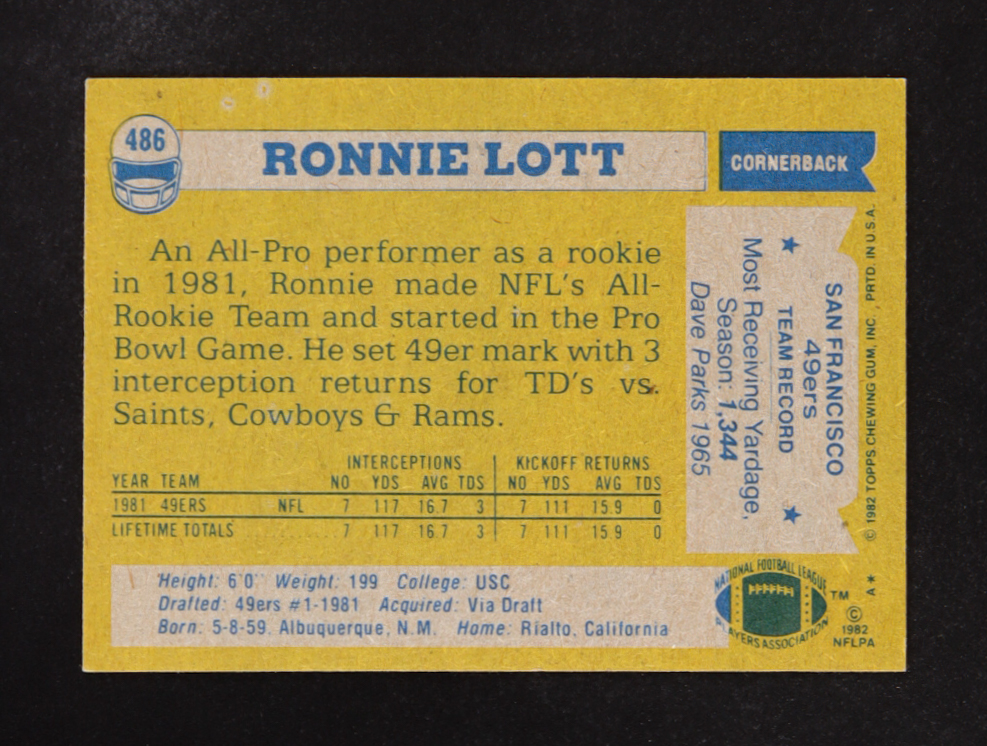 486
RONNIE LOTT
CORNERBACK
An All-Pro performer as a rookie
in 1981, Ronnie made NFL's All-
Rookie Team and started in the Pro
Bowl Game. He set 49er mark with 3
interception returns for TD's vs.
Saints, Cowboys & Rams.
SAN FRANCISCO
49ers
★ TEAM RECORD ★
Most Receiving Yardage,
Season: 1,344
Dave Parks 1965
© 1982 TOPPS CHEWING GUM, INC., PRTD. IN U.S.A.
INTERCEPTIONS KICKOFF RETURNS
YEAR TEAM NO YDS AVG TDS NO YDS AVG TDS
1981 49ERS NFL 7 117 16.7 3 7 111 15.9 0
LIFETIME TOTALS 7 117 16.7 3 7 111 15.9 0
Height: 6'0" Weight: 199 College: USC
Drafted: 49ers #1-1981 Acquired: Via Draft
Born: 5-8-59, Albuquerque, N.M. Home: Rialto, California
NATIONAL FOOTBALL LEAGUE
PLAYERS ASSOCIATION
TM
©
1982
NFLPA
A★